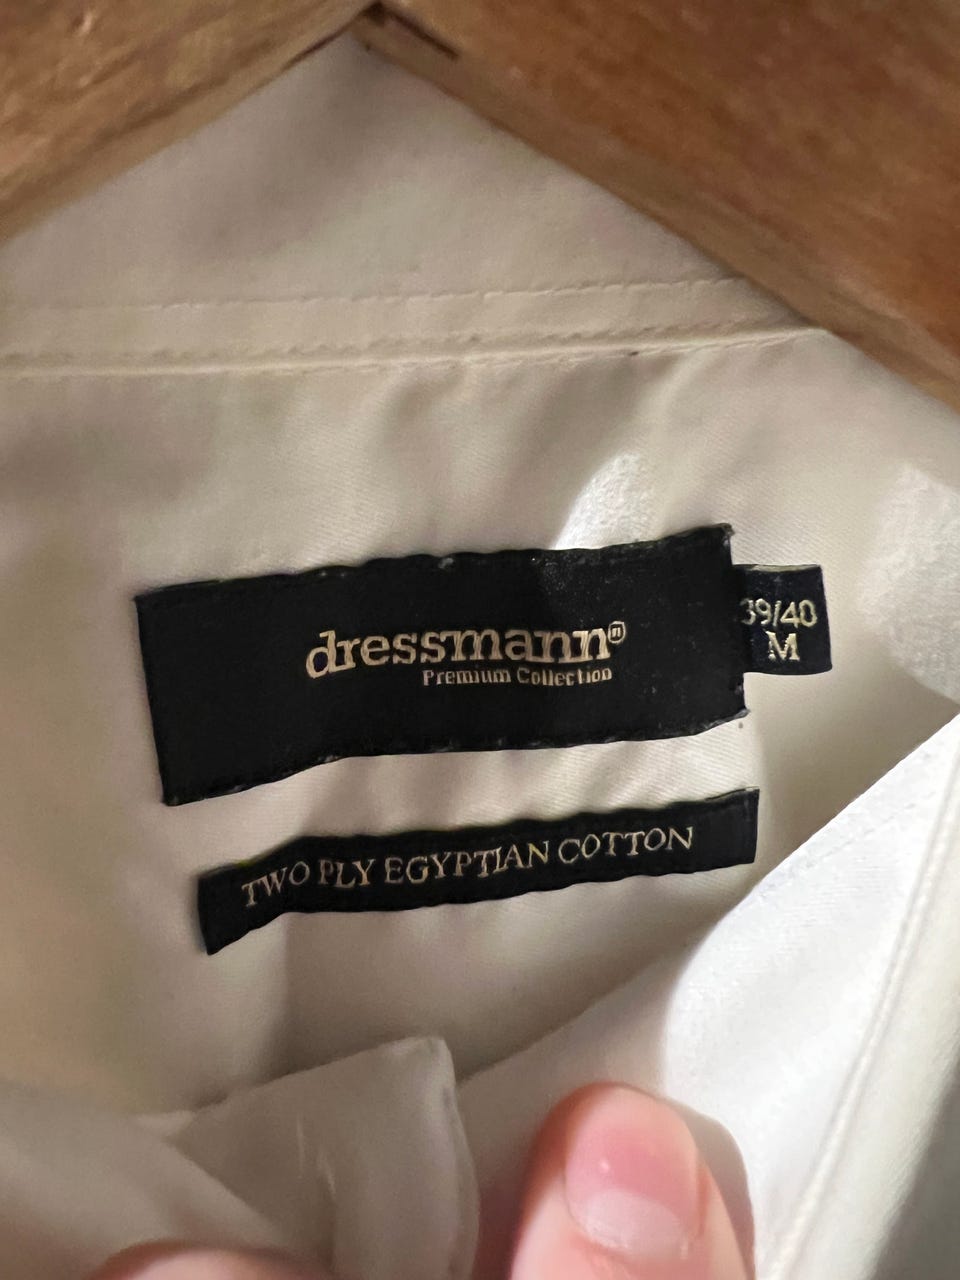 dressmann
Premium Collection
39/40
M
TWO PLY EGYPTIAN COTTON